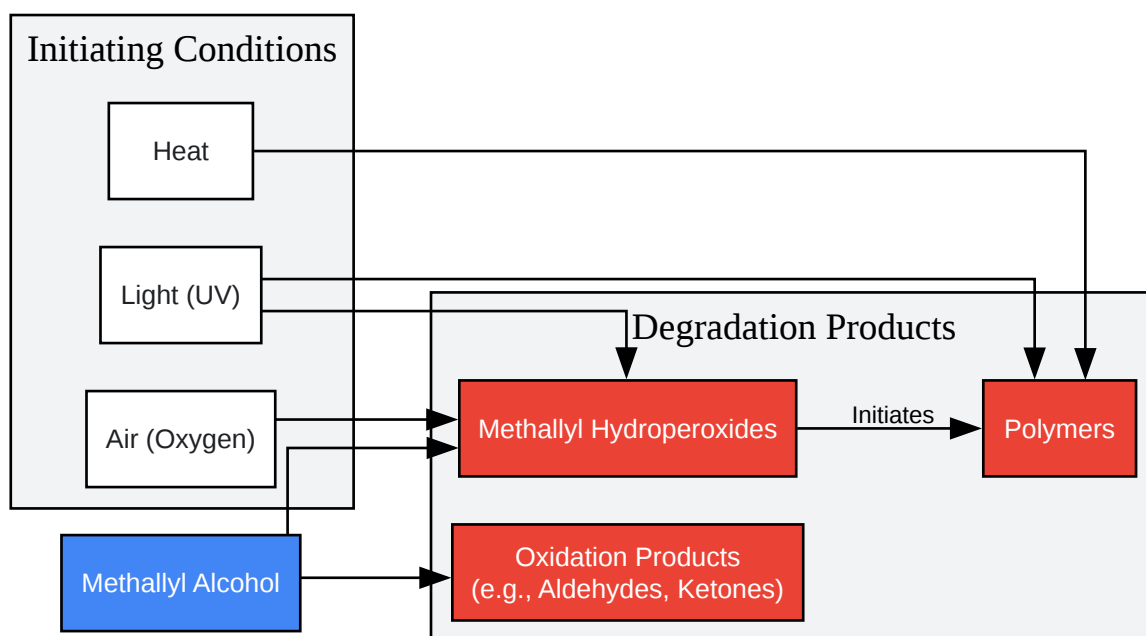 Initiating Conditions
Heat
Light (UV)
Degradation Products
Air (Oxygen)
Methallyl Hydroperoxides
Initiates
Polymers
Methallyl Alcohol
Oxidation Products
(e.g., Aldehydes, Ketones)